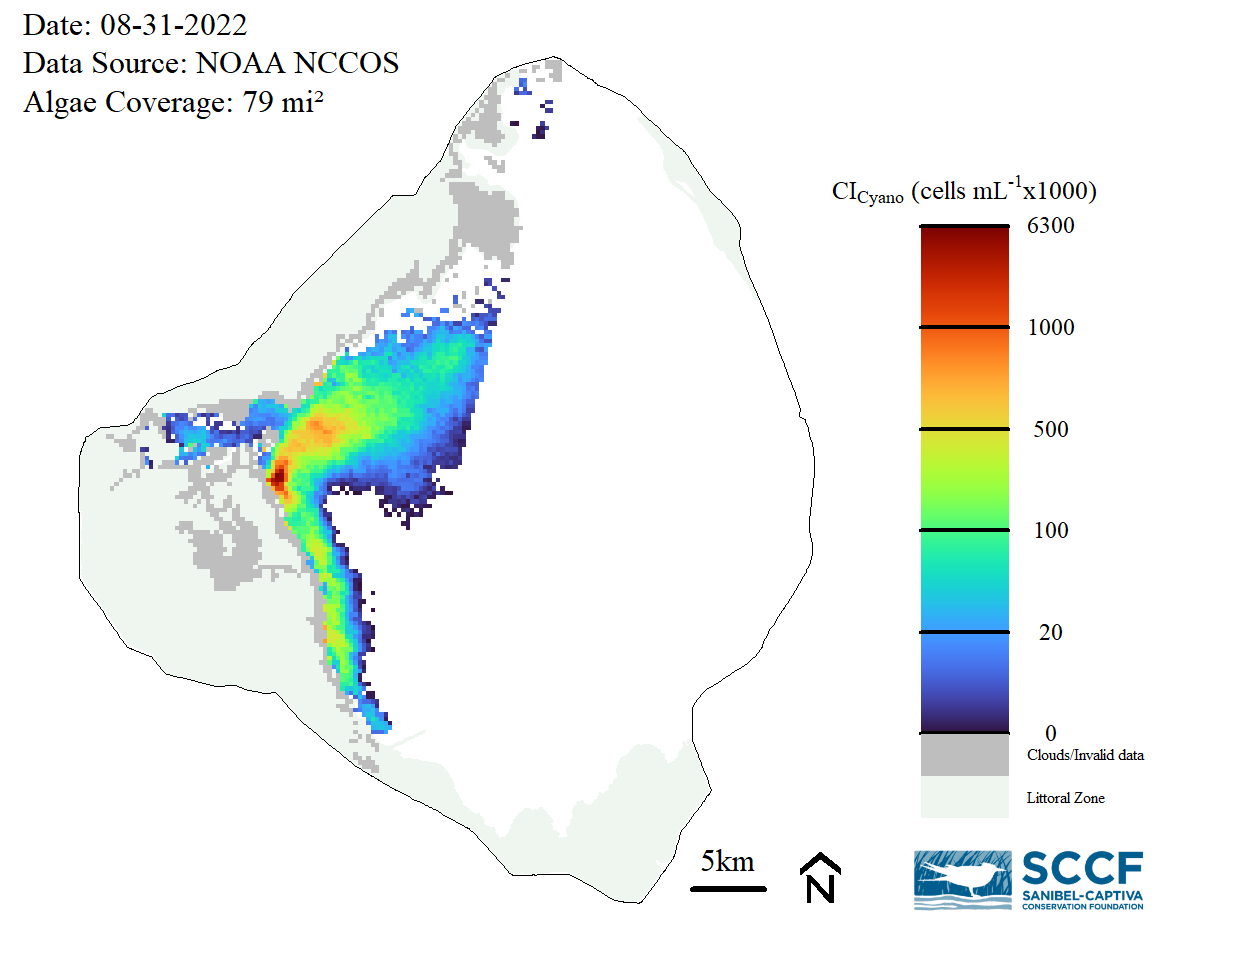 Date: 08-31-2022
Data Source: NOAA NCCOS
Algae Coverage: 79 mi²
CICyano (cells mL-1x1000)
6300
1000
500
100
20
0
Clouds/Invalid data
Littoral Zone
5km
N
SCCF
SANIBEL-CAPTIVA
CONSERVATION FOUNDATION